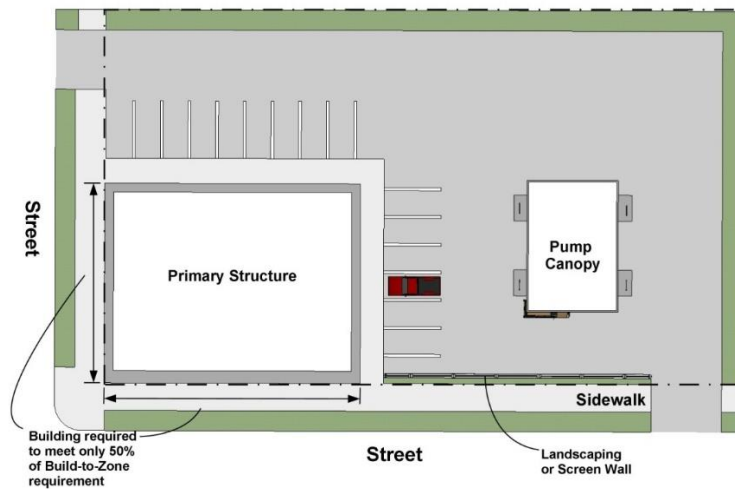 Street
Primary Structure
Pump
Canopy
Sidewalk
Building required
to meet only 50%
of Build-to-Zone
requirement
Street
Landscaping
or Screen Wall